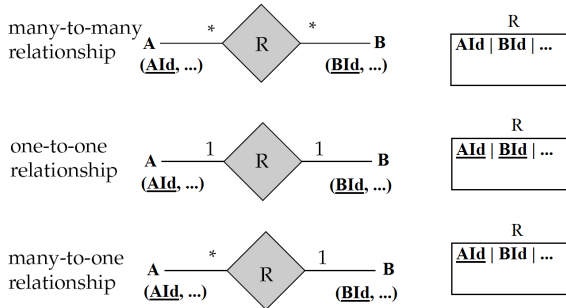 many-to-many relationship
A * R * B
(AId, ...) (BId, ...)
R
AId | BId | ...
one-to-one relationship
A 1 R 1 B
(AId, ...) (BId, ...)
R
AId | BId | ...
many-to-one relationship
A * R 1 B
(AId, ...) (BId, ...)
R
AId | BId | ...